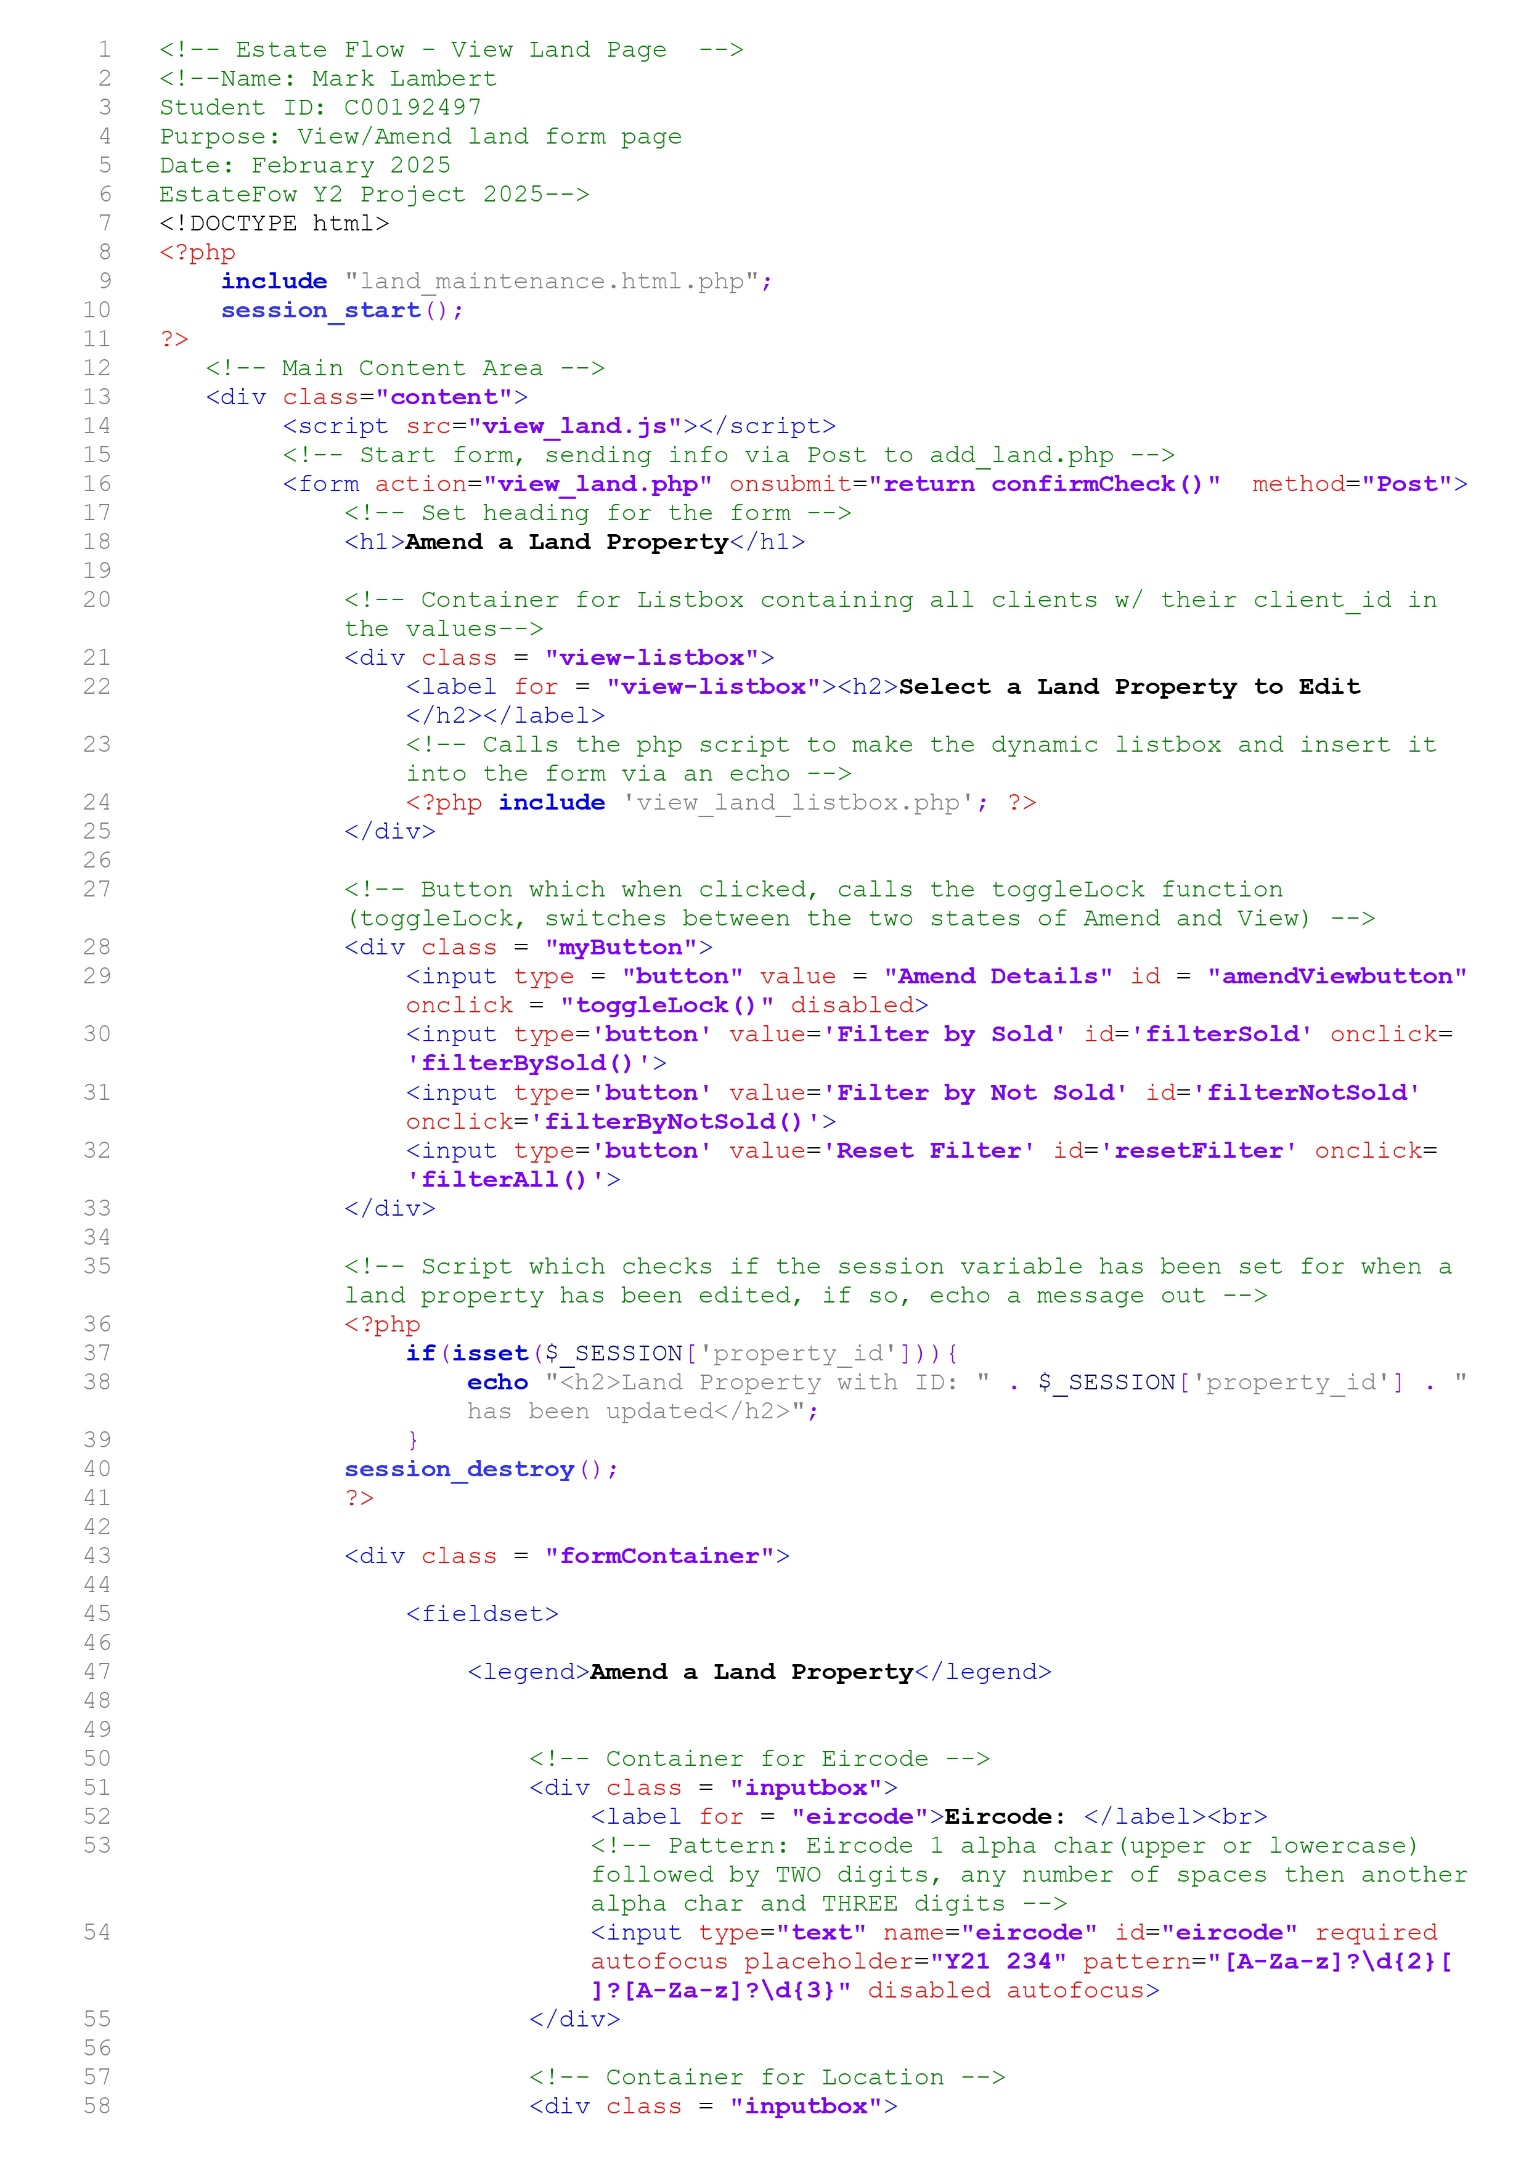 1 <!-- Estate Flow - View Land Page  -->
2 <!--Name: Mark Lambert
3 Student ID: C00192497
4 Purpose: View/Amend land form page
5 Date: February 2025
6 EstateFow Y2 Project 2025-->
7 <!DOCTYPE html>
8 <?php
9     include "land_maintenance.html.php";
10     session_start();
11 ?>
12    <!-- Main Content Area -->
13    <div class="content">
14         <script src="view_land.js"></script>
15         <!-- Start form, sending info via Post to add_land.php -->
16         <form action="view_land.php" onsubmit="return confirmCheck()"  method="Post">
17             <!-- Set heading for the form -->
18             <h1>Amend a Land Property</h1>
19
20             <!-- Container for Listbox containing all clients w/ their client_id in
the values-->
21             <div class = "view-listbox">
22                 <label for = "view-listbox"><h2>Select a Land Property to Edit
</h2></label>
23                 <!-- Calls the php script to make the dynamic listbox and insert it
into the form via an echo -->
24                 <?php include 'view_land_listbox.php'; ?>
25             </div>
26
27             <!-- Button which when clicked, calls the toggleLock function
(toggleLock, switches between the two states of Amend and View) -->
28             <div class = "myButton">
29                 <input type = "button" value = "Amend Details" id = "amendViewbutton"
onclick = "toggleLock()" disabled>
30                 <input type='button' value='Filter by Sold' id='filterSold' onclick=
'filterBySold()'>
31                 <input type='button' value='Filter by Not Sold' id='filterNotSold'
onclick='filterByNotSold()'>
32                 <input type='button' value='Reset Filter' id='resetFilter' onclick=
'filterAll()'>
33             </div>
34
35             <!-- Script which checks if the session variable has been set for when a
land property has been edited, if so, echo a message out -->
36             <?php
37                 if(isset($_SESSION['property_id'])){
38                     echo "<h2>Land Property with ID: " . $_SESSION['property_id'] . "
has been updated</h2>";
39                 }
40             session_destroy();
41             ?>
42
43             <div class = "formContainer">
44
45                 <fieldset>
46
47                     <legend>Amend a Land Property</legend>
48
49
50                         <!-- Container for Eircode -->
51                         <div class = "inputbox">
52                             <label for = "eircode">Eircode: </label><br>
53                             <!-- Pattern: Eircode 1 alpha char(upper or lowercase)
followed by TWO digits, any number of spaces then another
alpha char and THREE digits -->
54                             <input type="text" name="eircode" id="eircode" required
autofocus placeholder="Y21 234" pattern="[A-Za-z]?\d{2}[
]?[A-Za-z]?\d{3}" disabled autofocus>
55                         </div>
56
57                         <!-- Container for Location -->
58                         <div class = "inputbox">